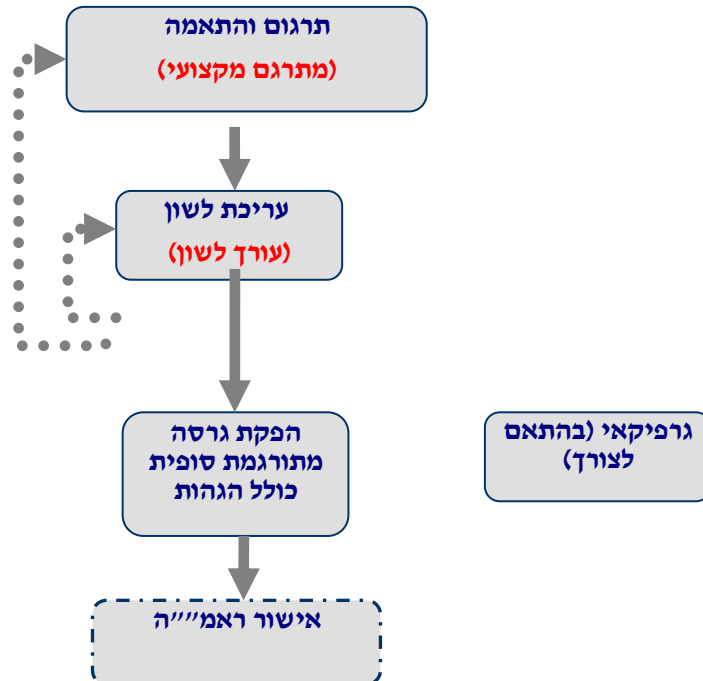 תרגום והתאמה
(מתרגם מקצועי)
עריכת לשון
(עורך לשון)
הפקת גרסה
מתורגמת סופית
כולל הגהות
גרפיקאי (בהתאם
לצורך)
אישור ראמ""ה